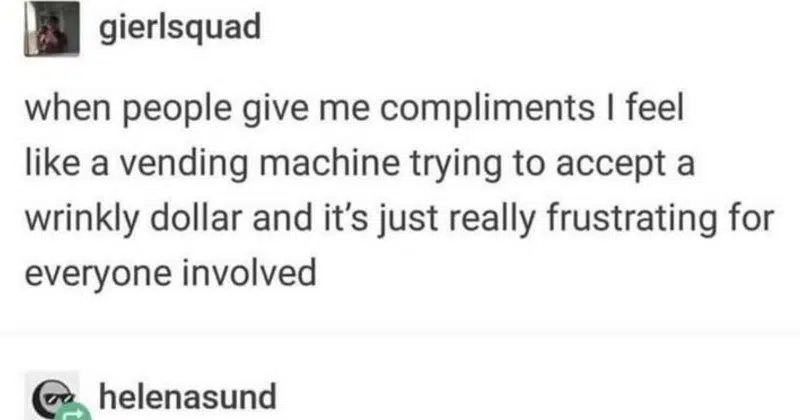 gierlsquad
when people give me compliments I feel
like a vending machine trying to accept a
wrinkly dollar and it's just really frustrating for
everyone involved
helenasund